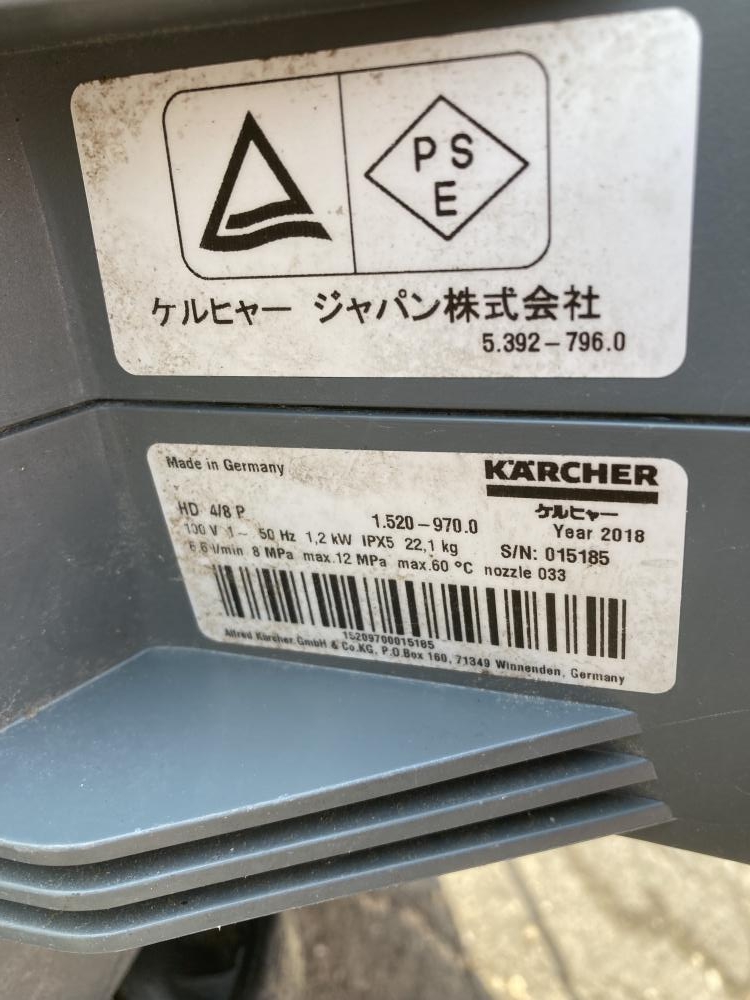 PS
E
ケルヒャー ジャパン株式会社
5.392-796.0
Made in Germany
KÄRCHER
ケルヒャー
HD 4/8 P
1.520-970.0
Year 2018
100 V 1~ 50 Hz 1,2 kW IPX5 22,1 kg
S/N: 015185
6.6 l/min 8 MPa max.12 MPa max.60 °C nozzle 033
15209700015185
Alfred Kärcher GmbH & Co.KG, P.O.Box 160, 71349 Winnenden, Germany